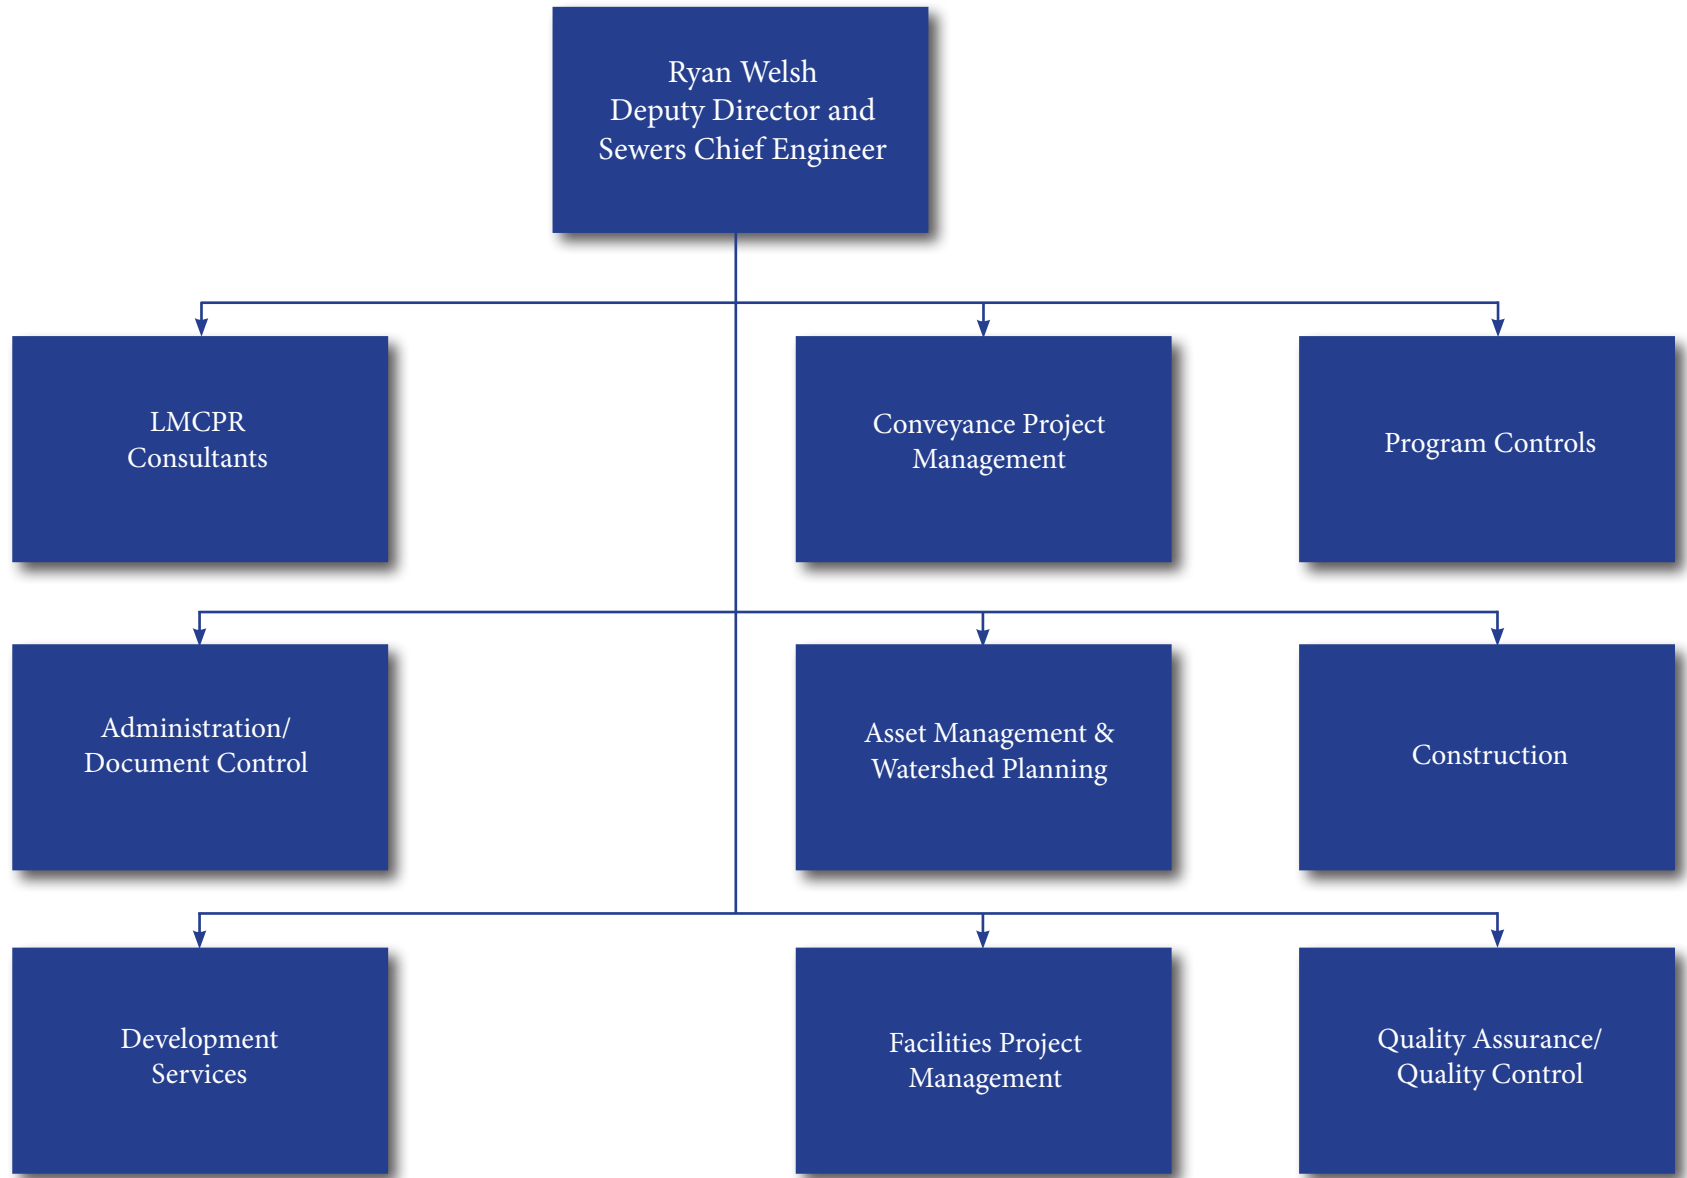 Ryan Welsh
Deputy Director and
Sewers Chief Engineer
LMCPR
Consultants
Conveyance Project
Management
Program Controls
Administration/
Document Control
Asset Management &
Watershed Planning
Construction
Development
Services
Facilities Project
Management
Quality Assurance/
Quality Control